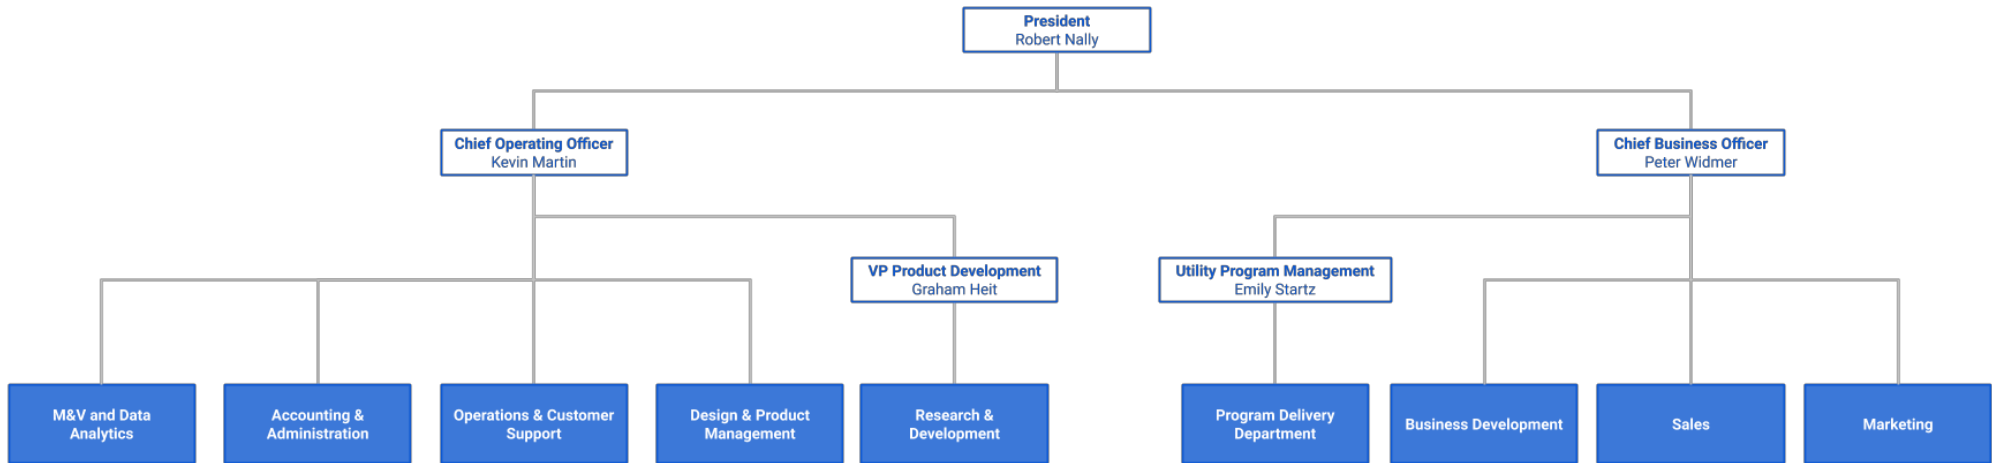 President
Robert Nally
Chief Operating Officer
Kevin Martin
Chief Business Officer
Peter Widmer
VP Product Development
Graham Heit
Utility Program Management
Emily Startz
M&V and Data
Analytics
Accounting &
Administration
Operations & Customer
Support
Design & Product
Management
Research &
Development
Program Delivery
Department
Business Development
Sales
Marketing